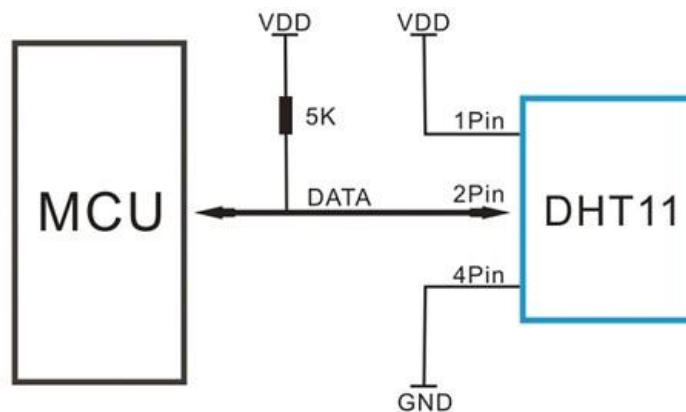 VDD
VDD
5K
1Pin
MCU
DATA
2Pin
DHT11
4Pin
GND